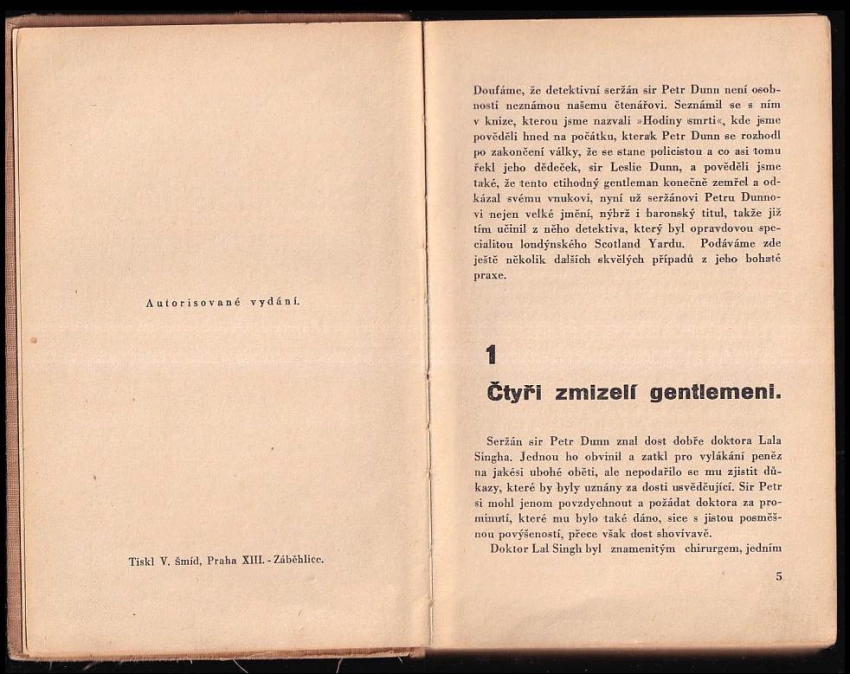 Autorisované vydání.
Tiskl V. Šmíd, Praha XIII. - Záběhlice.
Doufáme, že detektivní seržán sir Petr Dunn není osob-
ností neznámou našemu čtenářovi. Seznámil se s ním
v knize, kterou jsme nazvali »Hodiny smrti«, kde jsme
pověděli hned na počátku, kterak Petr Dunn se rozhodl
po zakončení války, že se stane policistou a co asi tomu
řekl jeho dědeček, sir Leslie Dunn, a pověděli jsme
také, že tento ctihodný gentleman konečně zemřel a od-
kázal svému vnukovi, nyní už seržánovi Petru Dunno-
vi nejen velké jmění, nýbrž i baronský titul, takže již
tím učinil z něho detektiva, který byl opravdovou spe-
cialitou londýnského Scotland Yardu. Podáváme zde
ještě několik dalších skvělých případů z jeho bohaté
praxe.
1
Čtyři zmizelí gentlemeni.
Seržán sir Petr Dunn znal dost dobře doktora Lala
Singha. Jednou ho obvinil a zatkl pro vylákání peněz
na jakési ubohé oběti, ale nepodařilo se mu zjistit dů-
kazy, které by byly uznány za dosti usvědčující. Sir Petr
si mohl jenom povzdychnout a požádat doktora za pro-
minutí, které mu bylo také dáno, sice s jistou posměš-
nou povýšeností, přece však dost shovívavě.
Doktor Lal Singh byl znamenitým chirurgem, jedním
5